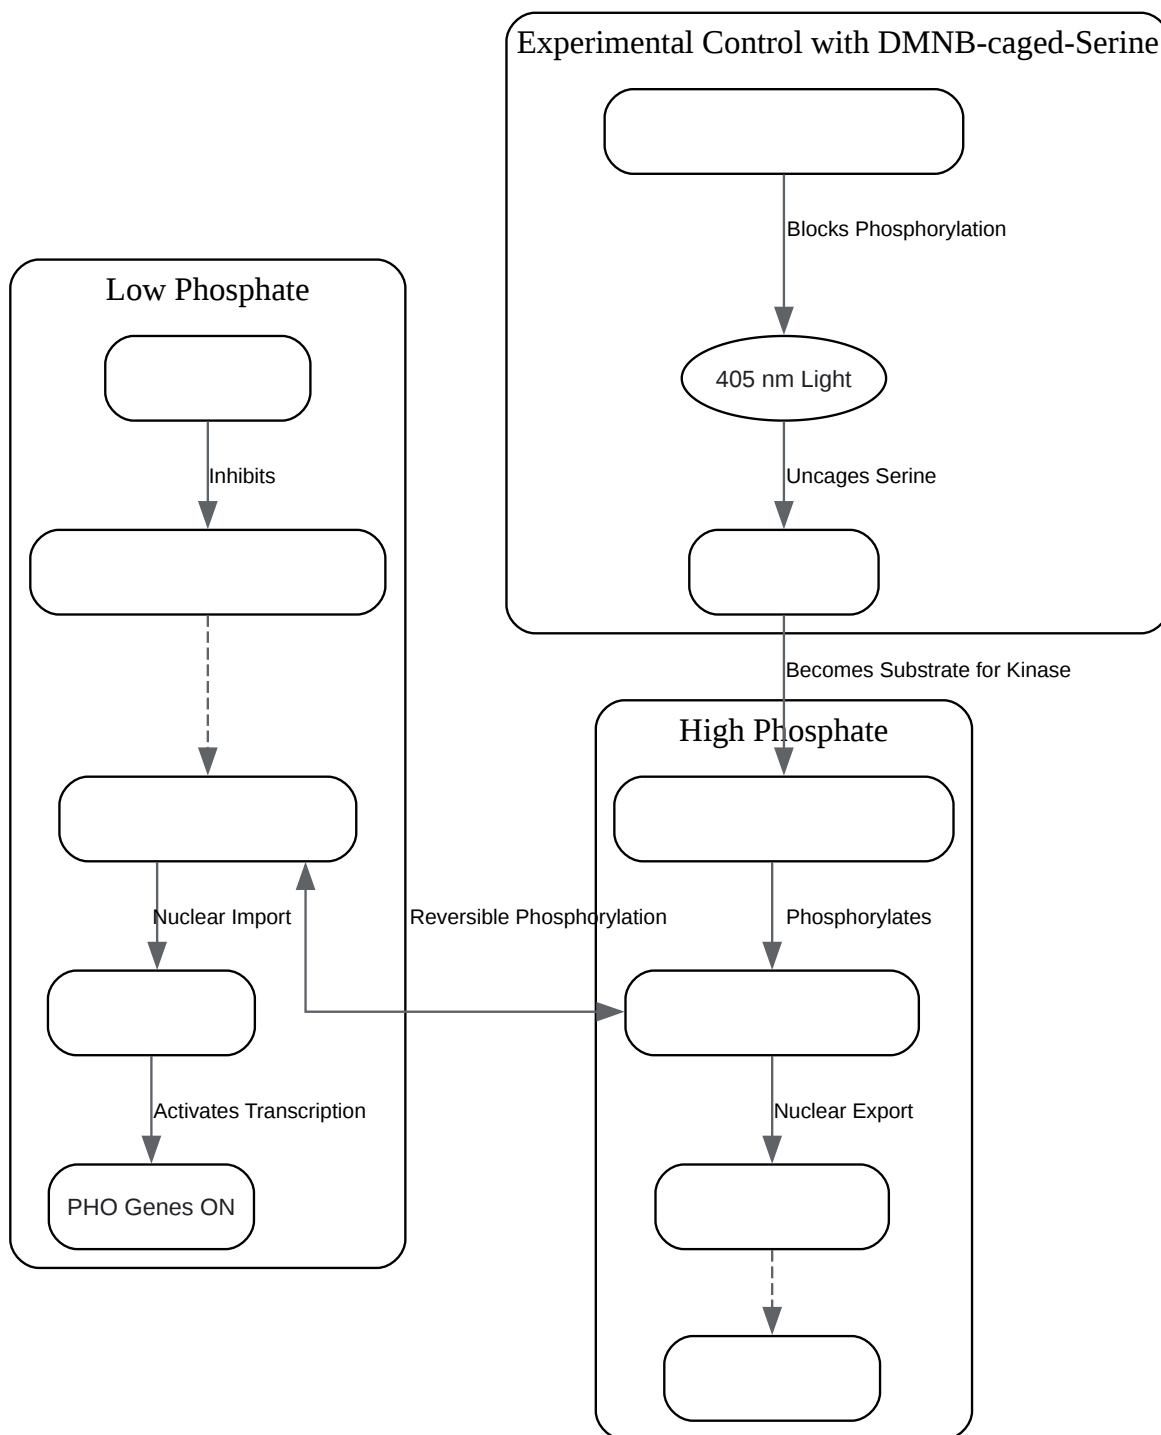 Experimental Control with DMNB-caged-Serine
Blocks Phosphorylation
405 nm Light
Uncages Serine
Becomes Substrate for Kinase
Low Phosphate
Inhibits
Nuclear Import
Reversible Phosphorylation
Activates Transcription
PHO Genes ON
High Phosphate
Phosphorylates
Nuclear Export